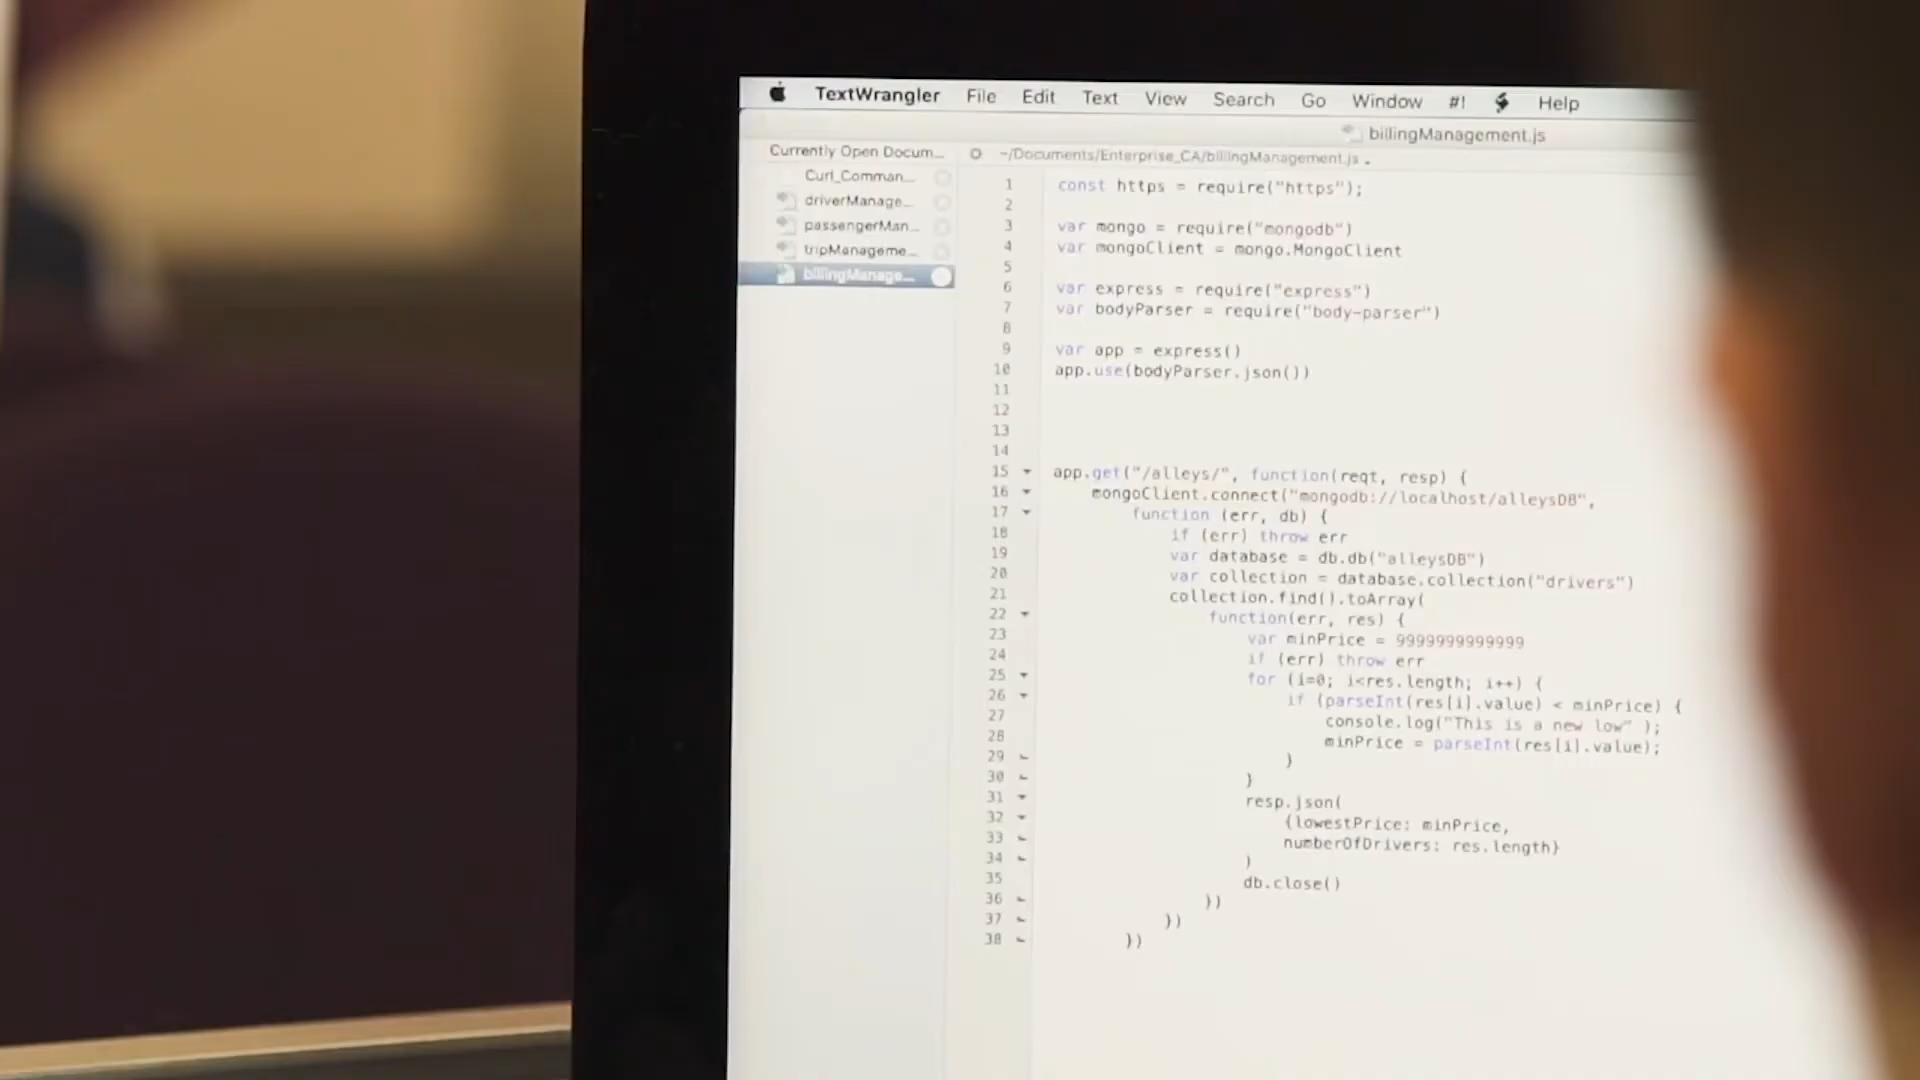 TextWrangler File Edit Text View Search Go Window #! Help
billingManagement.js
Currently Open Docum...
~/Documents/Enterprise_CA/billingManagement.js
Curl_Comman...
driverManage...
passengerMan...
tripManageme...
billingManage...
1 const https = require("https");
2
3 var mongo = require("mongodb")
4 var mongoClient = mongo.MongoClient
5
6 var express = require("express")
7 var bodyParser = require("body-parser")
8
9 var app = express()
10 app.use(bodyParser.json())
11
12
13
14
15 app.get("/alleys/", function(reqt, resp) {
16 mongoClient.connect("mongodb://localhost/alleysDB",
17 function (err, db) {
18 if (err) throw err
19 var database = db.db("alleysDB")
20 var collection = database.collection("drivers")
21 collection.find().toArray(
22 function(err, res) {
23 var minPrice = 9999999999999
24 if (err) throw err
25 for (i=0; i<res.length; i++) {
26 if (parseInt(res[i].value) < minPrice) {
27 console.log("This is a new low" );
28 minPrice = parseInt(res[i].value);
29 }
30 }
31 resp.json(
32 {lowestPrice: minPrice,
33 numberOfDrivers: res.length}
34 )
35 db.close()
36 })
37 })
38 })